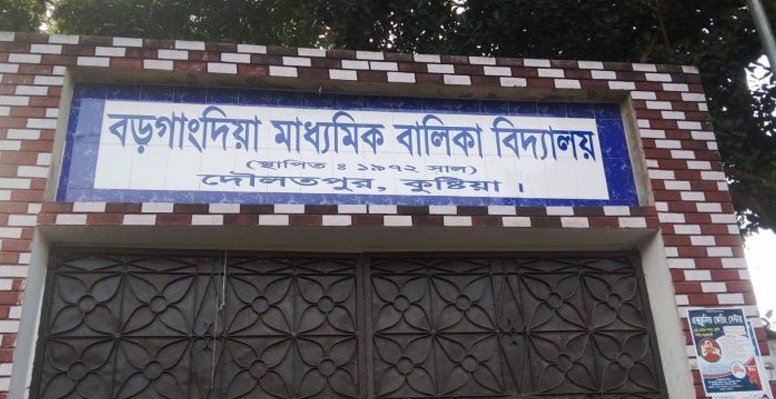 বড়গাংদিয়া মাধ্যমিক বালিকা বিদ্যালয়
(স্থাপিত ঃ ১৯৭২ সাল)
দৌলতপুর, কুষ্টিয়া ।